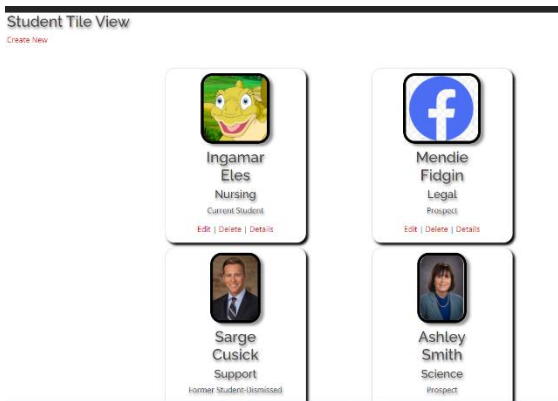 Student Tile View
Create New
Ingamar
Eles
Nursing
Current Student
Edit | Delete | Details
Mendie
Fidgin
Legal
Prospect
Edit | Delete | Details
Sarge
Cusick
Support
Former Student-Dismissed
Ashley
Smith
Science
Prospect